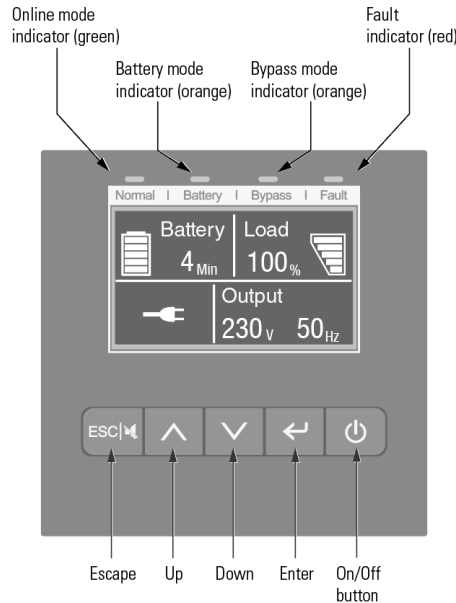 Online mode
indicator (green)
Fault
indicator (red)
Battery mode
indicator (orange)
Bypass mode
indicator (orange)
Normal | Battery | Bypass | Fault
Battery
4 Min
Load
100%
Output
230 V 50 Hz
ESC|
Escape
Up
Down
Enter
On/Off
button